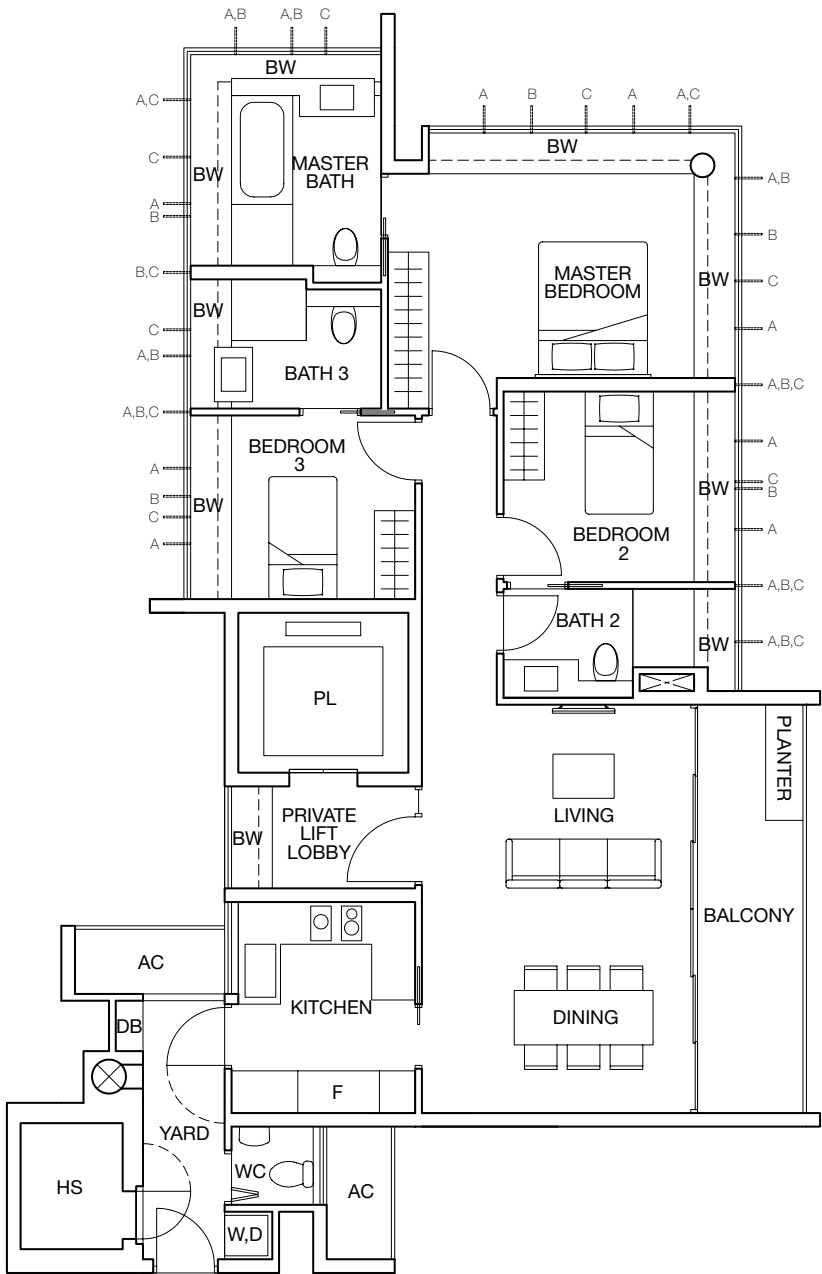 A,B
A,B
C
BW
A,C
A
B
C
A
A,C
BW
C
MASTER
BATH
BW
A,B
A
B
B
MASTER
BEDROOM
B,C
BW
C
BW
C
A
A,B
BATH 3
A,B,C
A,B,C
BEDROOM
3
A
A
B
BW
C
BW
C
B
A
BEDROOM
2
A
A,B,C
BATH 2
BW
A,B,C
PL
PLANTER
PRIVATE
LIFT
LOBBY
BW
LIVING
BALCONY
AC
KITCHEN
DINING
DB
F
YARD
WC
HS
AC
W,D